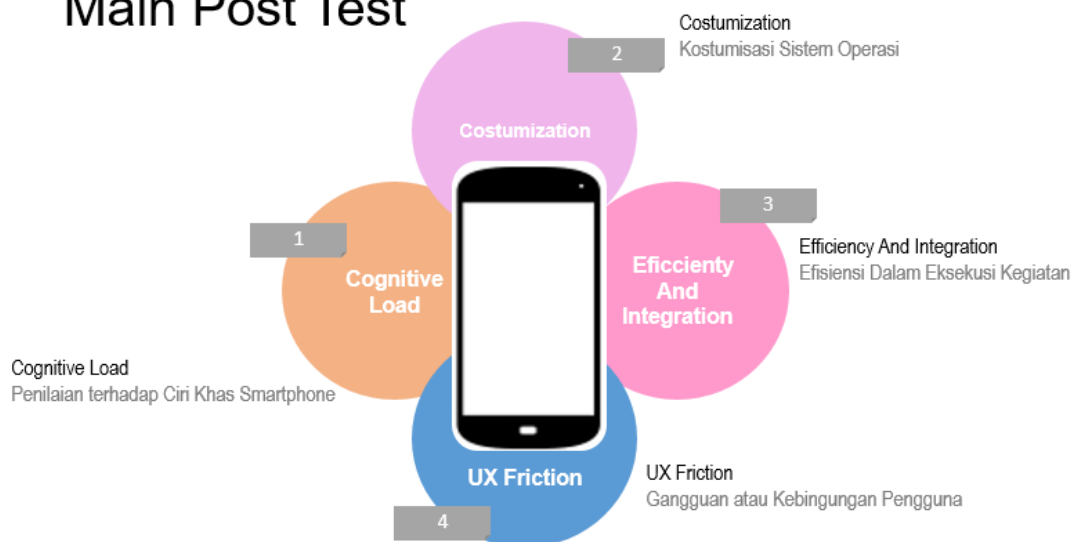 Main Post Test
2
Costumization
Kostumisasi Sistem Operasi
Costumization
1
Cognitive
Load
3
Eficcienty
And
Integration
Efficiency And Integration
Efisiensi Dalam Eksekusi Kegiatan
Cognitive Load
Penilaian terhadap Ciri Khas Smartphone
UX Friction
UX Friction
Gangguan atau Kebingungan Pengguna
4